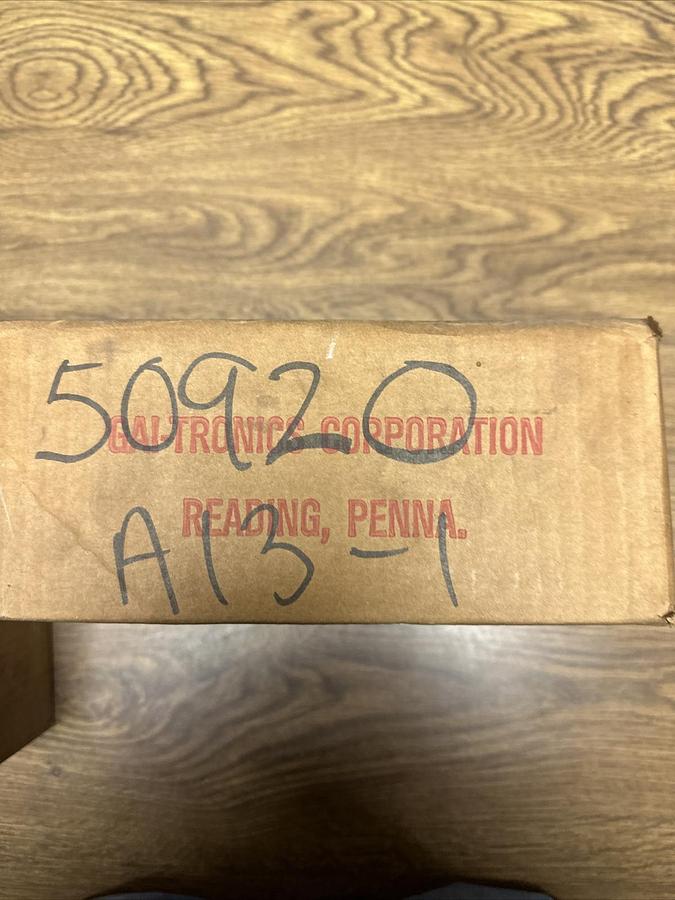 50920
GAI-TRONICS CORPORATION
READING, PENNA.
A13-1